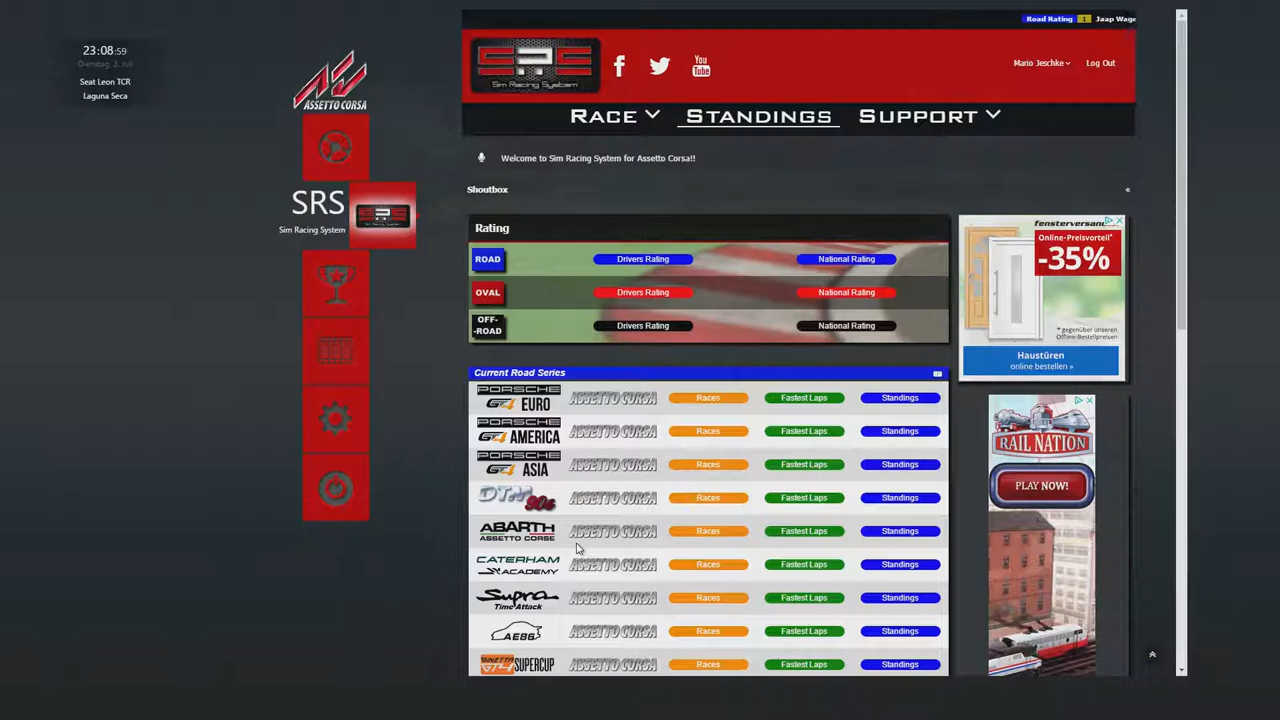 23:08:59
Dienstag, 3. Juli
Seat Leon TCR
Laguna Seca
ASSETTO CORSA
SRS
Sim Racing System
Road Rating 1 Jaap Wage
SRS
Sim Racing System
f
You
Tube
Mario Jeschke
Log Out
RACE
STANDINGS
SUPPORT
Welcome to Sim Racing System for Assetto Corsa!!
Shoutbox
«
Rating
ROAD Drivers Rating National Rating
OVAL Drivers Rating National Rating
OFF-
-ROAD
Drivers Rating National Rating
Current Road Series
PORSCHE
GT4 EURO
ASSETTO CORSA Races Fastest Laps Standings
PORSCHE
GT4 AMERICA
ASSETTO CORSA Races Fastest Laps Standings
PORSCHE
GT4 ASIA
ASSETTO CORSA Races Fastest Laps Standings
DTM 90s
ASSETTO CORSA Races Fastest Laps Standings
ABARTH
ASSETTO CORSE
ASSETTO CORSA Races Fastest Laps Standings
CATERHAM
ACADEMY
ASSETTO CORSA Races Fastest Laps Standings
Supra
Time Attack
ASSETTO CORSA Races Fastest Laps Standings
AE86
ASSETTO CORSA Races Fastest Laps Standings
GINETTA
GT4 SUPERCUP
ASSETTO CORSA Races Fastest Laps Standings
fensterversand
Online-Preisvorteil*
-35%
* gegenüber unseren
Offline-Bestellpreisen
Haustüren
online bestellen »
RAIL NATION
PLAY NOW!